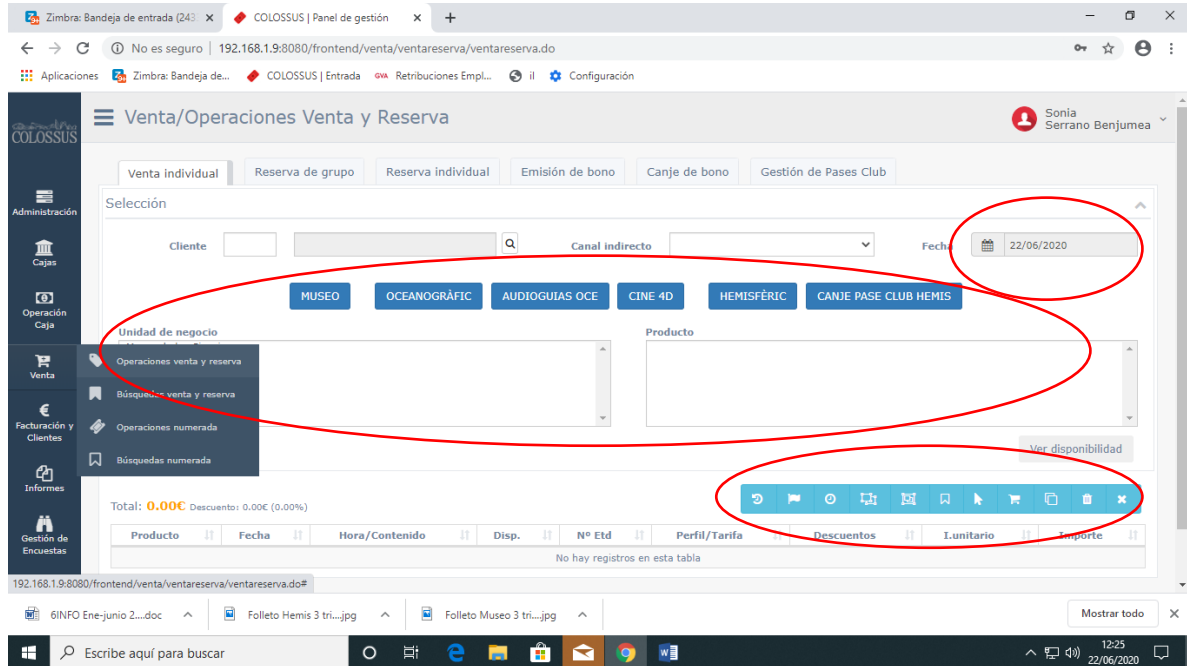 Zimbra: Bandeja de entrada (243
COLOSSUS | Panel de gestión
No es seguro | 192.168.1.9:8080/frontend/venta/ventareserva/ventareserva.do
Aplicaciones Zimbra: Bandeja de... COLOSSUS | Entrada GVA Retribuciones Empl... il Configuración
COLOSSUS
Venta/Operaciones Venta y Reserva
Sonia
Serrano Benjumea
Venta individual Reserva de grupo Reserva individual Emisión de bono Canje de bono Gestión de Pases Club
Administración
Selección
Cliente Canal indirecto Fecha 22/06/2020
Cajas
MUSEO OCEANOGRÀFIC AUDIOGUIAS OCE CINE 4D HEMISFÈRIC CANJE PASE CLUB HEMIS
Operación
Caja
Unidad de negocio Producto
Venta
Operaciones venta y reserva
Búsquedas venta y reserva
Facturación y
Clientes
Operaciones numerada
Búsquedas numerada
Ver disponibilidad
Informes
Total: 0.00€ Descuento: 0.00€ (0.00%)
Gestión de
Encuestas
Producto Fecha Hora/Contenido Disp. Nº Etd Perfil/Tarifa Descuentos I.unitario Importe
No hay registros en esta tabla
192.168.1.9:8080/frontend/venta/ventareserva/ventareserva.do#
6INFO Ene-junio 2....doc Folleto Hemis 3 tri....jpg Folleto Museo 3 tri....jpg Mostrar todo
Escribe aquí para buscar
12:25
22/06/2020